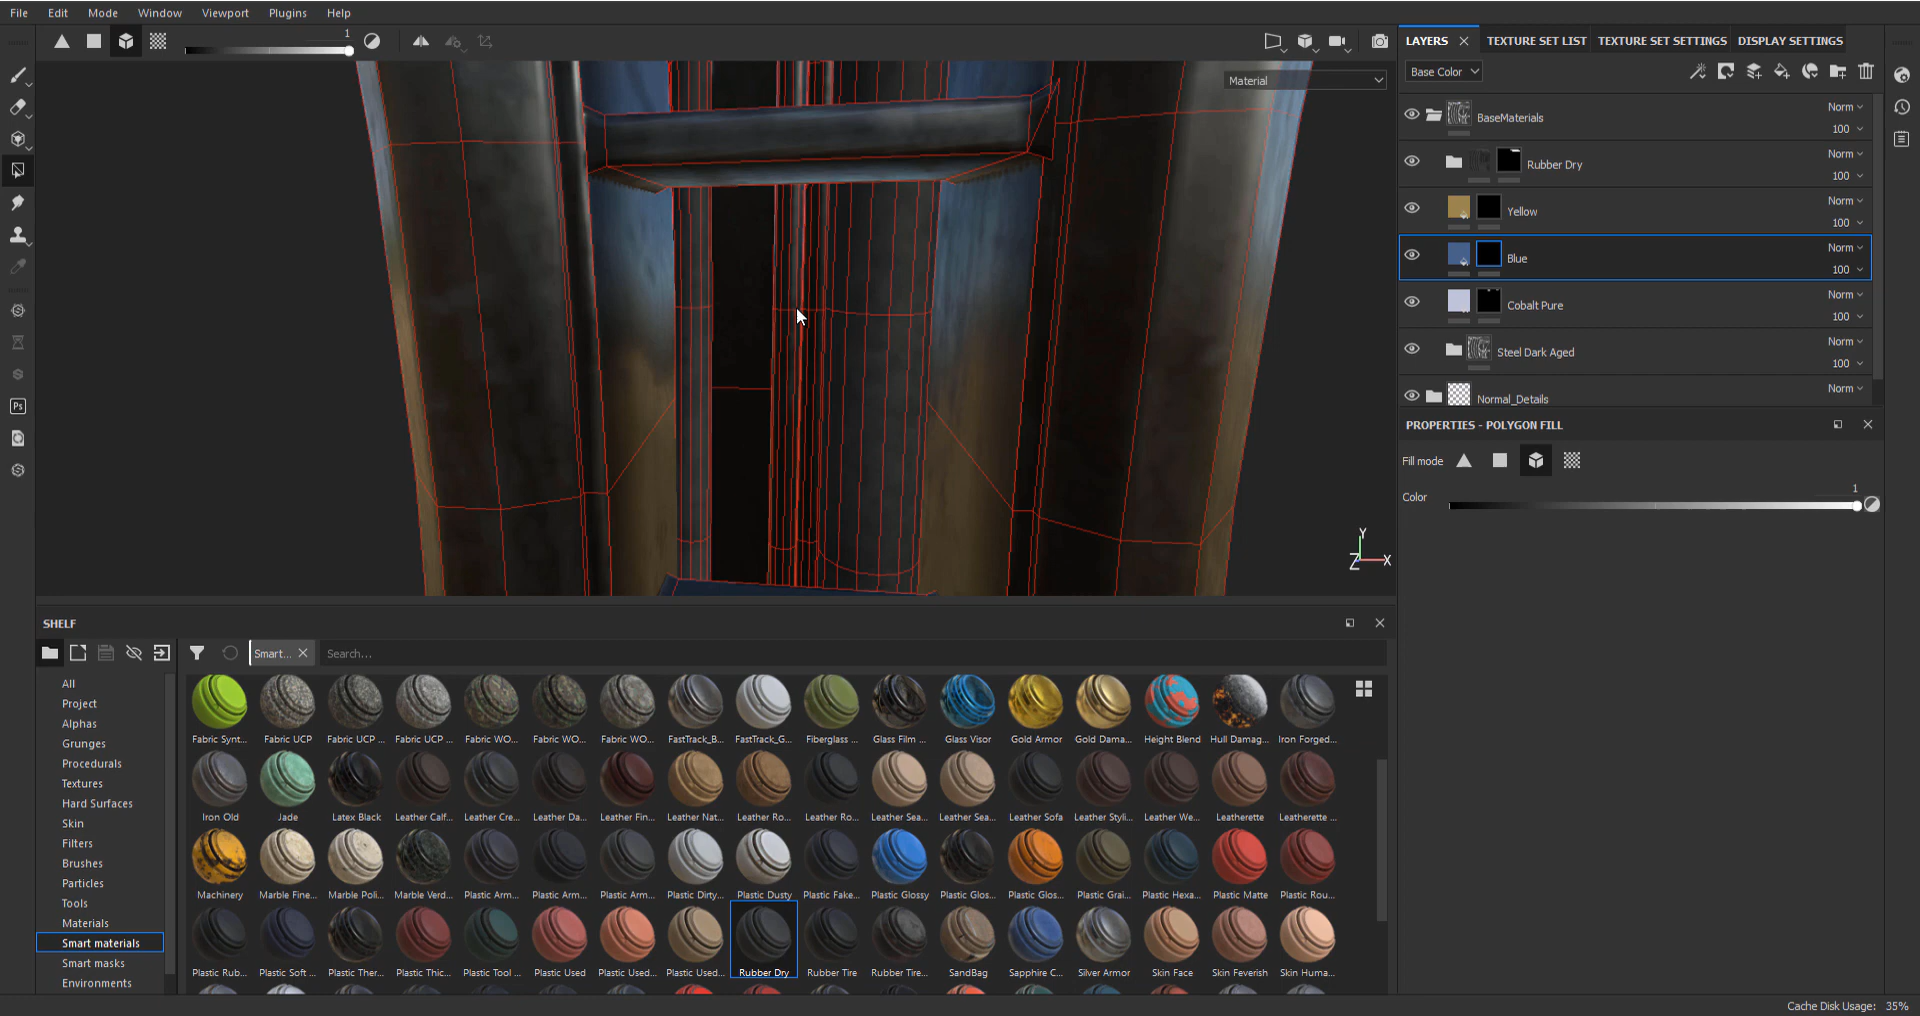 File Edit Mode Window Viewport Plugins Help
1
Material
Y
Z X
LAYERS TEXTURE SET LIST TEXTURE SET SETTINGS DISPLAY SETTINGS
Base Color
BaseMaterials Norm 100
Rubber Dry Norm 100
Yellow Norm 100
Blue Norm 100
Cobalt Pure Norm 100
Steel Dark Aged Norm 100
Normal_Details Norm
PROPERTIES - POLYGON FILL
Fill mode
Color 1
Ps
SHELF
Smart... Search...
All
Project
Alphas
Grunges
Procedurals
Textures
Hard Surfaces
Skin
Filters
Brushes
Particles
Tools
Materials
Smart materials
Smart masks
Environments
Fabric Synt... Fabric UCP Fabric UCP ... Fabric UCP ... Fabric WO... Fabric WO... Fabric WO... FastTrack_B... FastTrack_G... Fiberglass ... Glass Film ... Glass Visor Gold Armor Gold Dama... Height Blend Hull Damag... Iron Forged...
Iron Old Jade Latex Black Leather Calf... Leather Cre... Leather Da... Leather Fin... Leather Nat... Leather Ro... Leather Ro... Leather Sea... Leather Sea... Leather Sofa Leather Styli... Leather We... Leatherette Leatherette ...
Machinery Marble Fine... Marble Poli... Marble Verd... Plastic Arm... Plastic Arm... Plastic Arm... Plastic Dirty... Plastic Dusty Plastic Fake... Plastic Glossy Plastic Glos... Plastic Glos... Plastic Grai... Plastic Hexa... Plastic Matte Plastic Rou...
Plastic Rub... Plastic Soft ... Plastic Ther... Plastic Thic... Plastic Tool ... Plastic Used Plastic Used... Plastic Used... Rubber Dry Rubber Tire Rubber Tire... SandBag Sapphire C... Silver Armor Skin Face Skin Feverish Skin Huma...
Cache Disk Usage: 35%